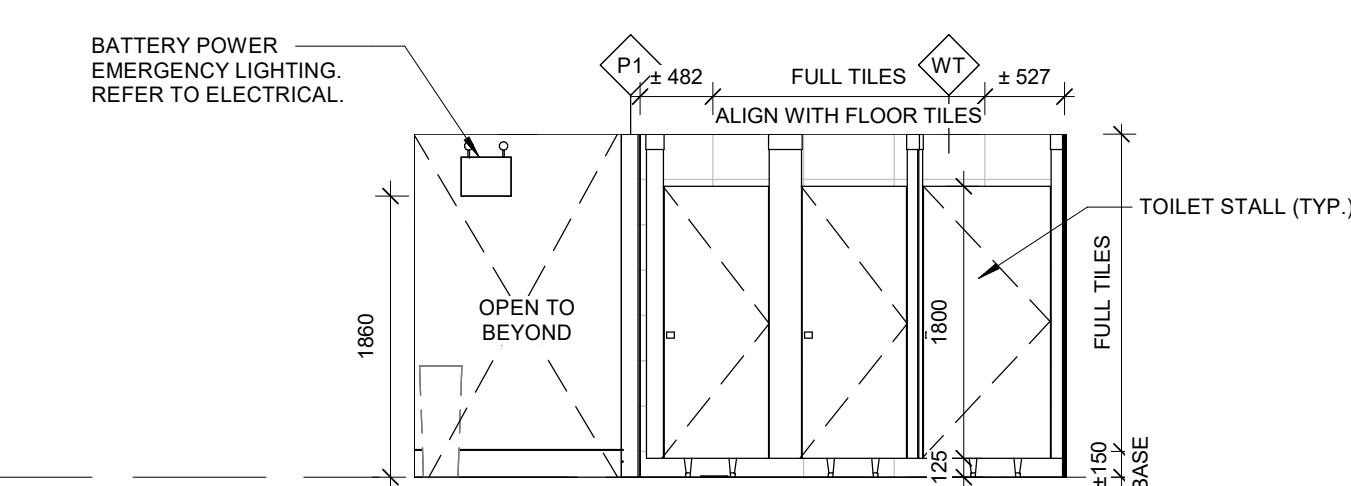 BATTERY POWER
EMERGENCY LIGHTING.
REFER TO ELECTRICAL.
P1
± 482
FULL TILES
WT
± 527
ALIGN WITH FLOOR TILES
TOILET STALL (TYP.)
OPEN TO
BEYOND
1860
1800
FULL TILES
125
±150
BASE